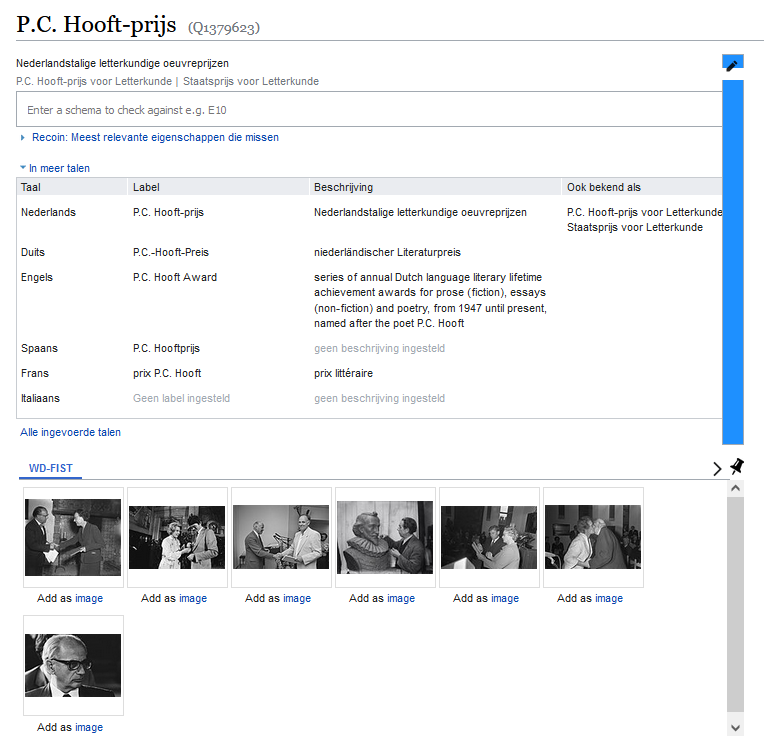 P.C. Hooft-prijs (Q1379623)
Nederlandstalige letterkundige oeuvreprijzen
P.C. Hooft-prijs voor Letterkunde | Staatsprijs voor Letterkunde
Enter a schema to check against e.g. E10
Recoin: Meest relevante eigenschappen die missen
In meer talen
Taal Label Beschrijving Ook bekend als
Nederlands P.C. Hooft-prijs Nederlandstalige letterkundige oeuvreprijzen P.C. Hooft-prijs voor Letterkunde
Staatsprijs voor Letterkunde
Duits P.C.-Hooft-Preis niederländischer Literaturpreis
Engels P.C. Hooft Award series of annual Dutch language literary lifetime
achievement awards for prose (fiction), essays
(non-fiction) and poetry, from 1947 until present,
named after the poet P.C. Hooft
Spaans P.C. Hooftprijs geen beschrijving ingesteld
Frans prix P.C. Hooft prix littéraire
Italiaans Geen label ingesteld geen beschrijving ingesteld
Alle ingevoerde talen
WD-FIST
Add as image Add as image Add as image Add as image Add as image Add as image
Add as image